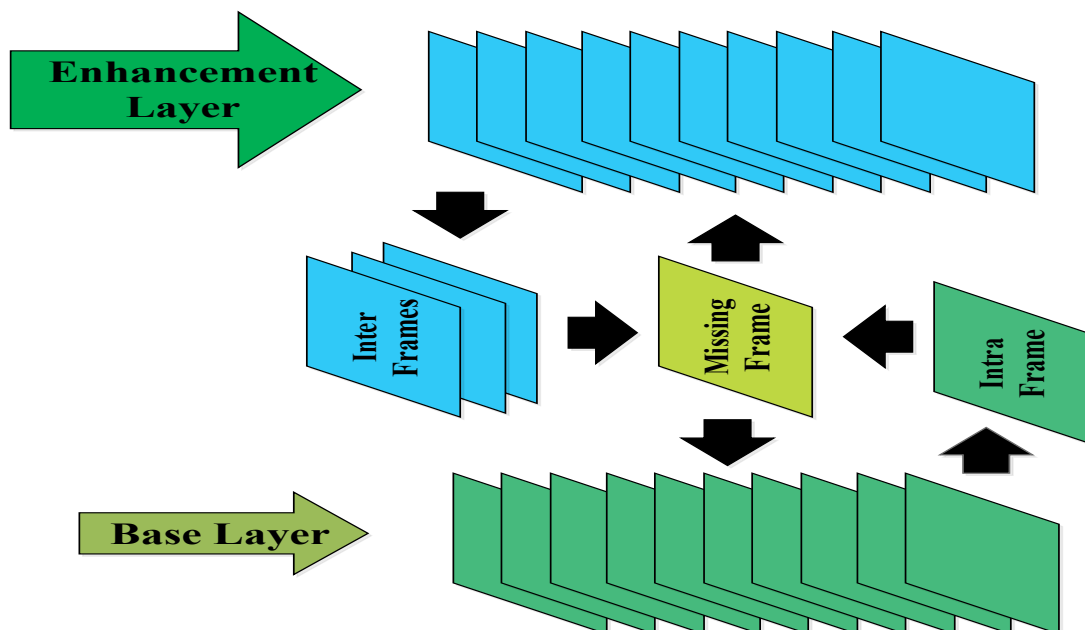 Enhancement
Layer
Inter
Frames
Missing
Frame
Intra
Frame
Base Layer